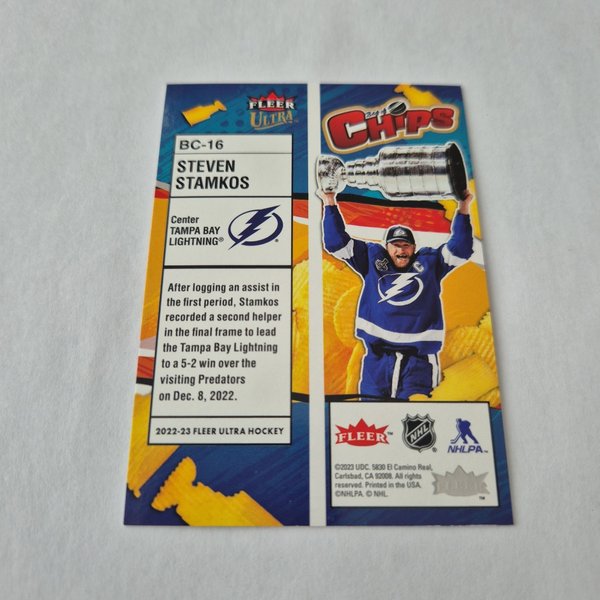 FLEER
ULTRA
BC-16
STEVEN
STAMKOS
Center
TAMPA BAY
LIGHTNING®
After logging an assist in
the first period, Stamkos
recorded a second helper
in the final frame to lead
the Tampa Bay Lightning
to a 5-2 win over the
visiting Predators
on Dec. 8, 2022.
2022-23 FLEER ULTRA HOCKEY
CHIPS
C
FLEER™
NHL
NHLPA™
©2023 UDC. 5830 El Camino Real,
Carlsbad, CA 92008. All rights
reserved. Printed in the USA.
©NHLPA. © NHL.